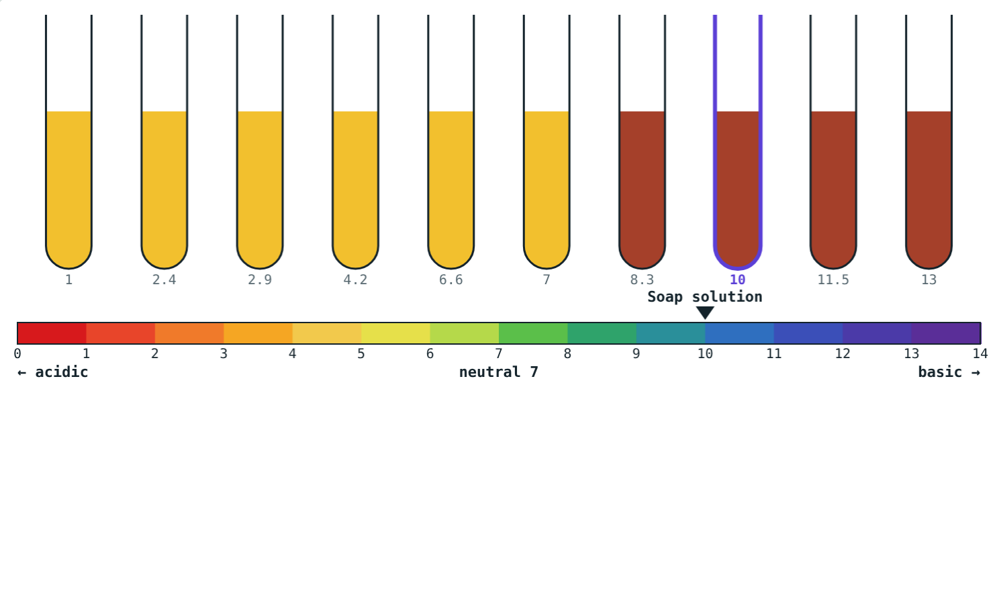 1 2.4 2.9 4.2 6.6 7 8.3 10 11.5 13
Soap solution
0 1 2 3 4 5 6 7 8 9 10 11 12 13 14
← acidic neutral 7 basic →